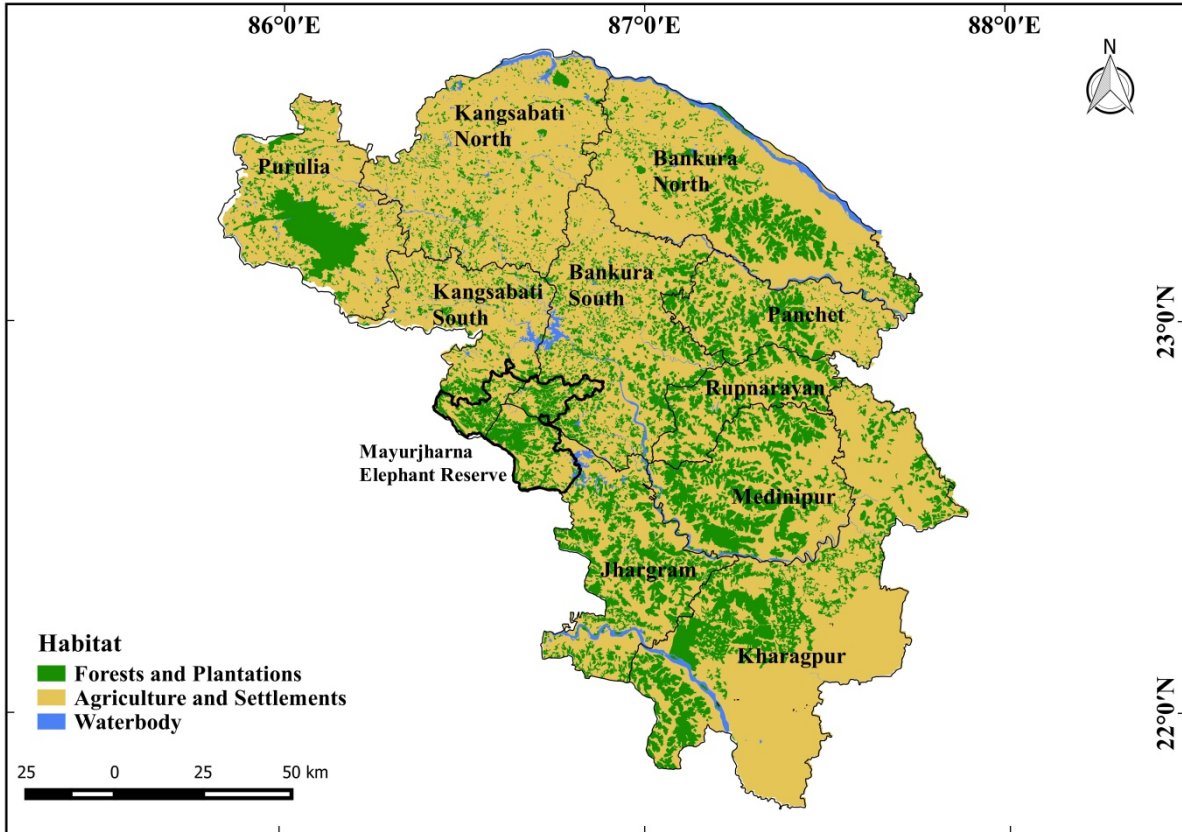 86°0′E
87°0′E
88°0′E
N
Kangsabati
North
Purulia
Bankura
North
Bankura
South
Kangsabati
South
Panchet
23°0′N
Rupnarayan
Mayurjharna
Elephant Reserve
Medinipur
Jhargram
Kharagpur
22°0′N
Habitat
Forests and Plantations
Agriculture and Settlements
Waterbody
25 0 25 50 km